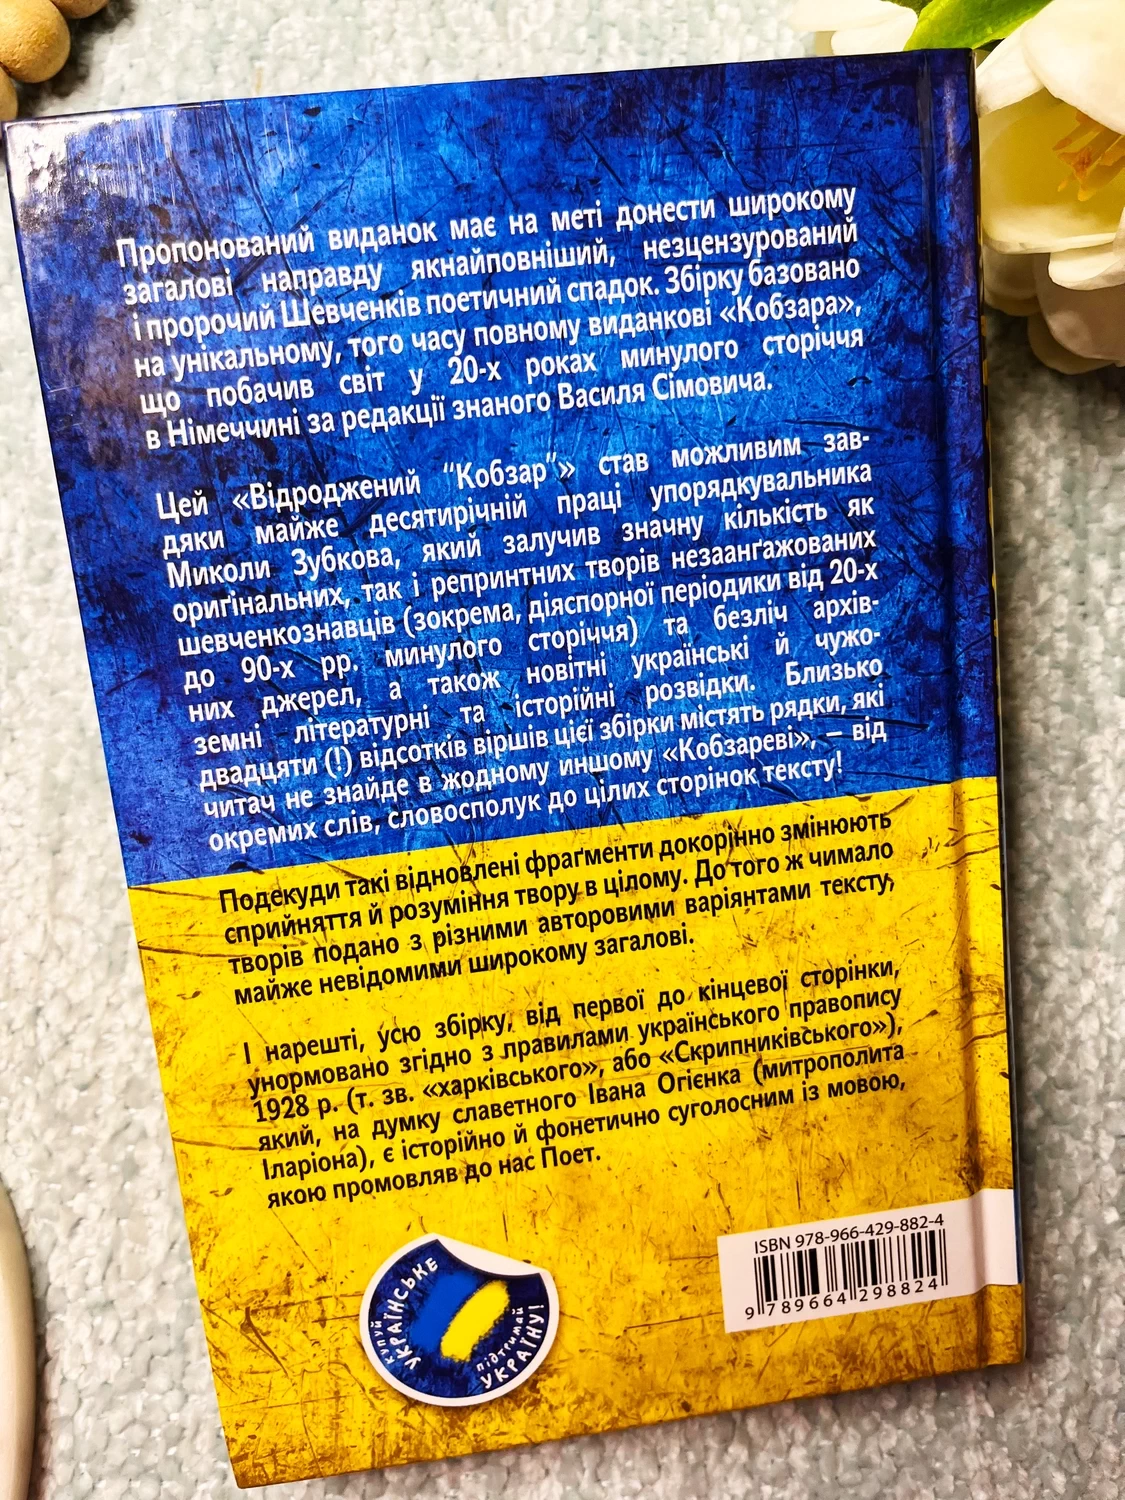 Пропонований виданок має на меті донести широкому
загалові направду якнайповніший, незцензурований
і пророчий Шевченків поетичний спадок. Збірку базовано
на унікальному, того часу повному виданкові «Кобзара»,
що побачив світ у 20-х роках минулого сторіччя
в Німеччині за редакції знаного Василя Сімовича.
Цей «Відроджений “Кобзар”» став можливим зав-
дяки майже десятирічній праці упорядкувальника
Миколи Зубкова, який залучив значну кількість як
ориґінальних, так і репринтних творів незаанґажованих
шевченкознавців (зокрема, діяспорної періодики від 20-х
до 90-х рр. минулого сторіччя) та безліч архів-
них джерел, а також новітні українські й чужо-
земні літературні та історійні розвідки. Близько
двадцяти (!) відсотків віршів цієї збірки містять рядки, які
читач не знайде в жодному иншому «Кобзареві», – від
окремих слів, словосполук до цілих сторінок тексту!
Подекуди такі відновлені фраґменти докорінно змінюють
сприйняття й розуміння твору в цілому. До того ж чимало
творів подано з різними авторовими варіянтами тексту,
майже невідомими широкому загалові.
І нарешті, усю збірку, від первої до кінцевої сторінки,
унормовано згідно з правилами українського правопису
1928 р. (т. зв. «харківського», або «Скрипниківського»),
який, на думку славетного Івана Огієнка (митрополита
Іларіона), є історійно й фонетично суголосним із мовою,
якою промовляв до нас Поет.
КУПУЙ
УКРАЇНСЬКЕ
ПІДТРИМАЙ
УКРАЇНУ!
ISBN 978-966-429-882-4
9 789664 298824